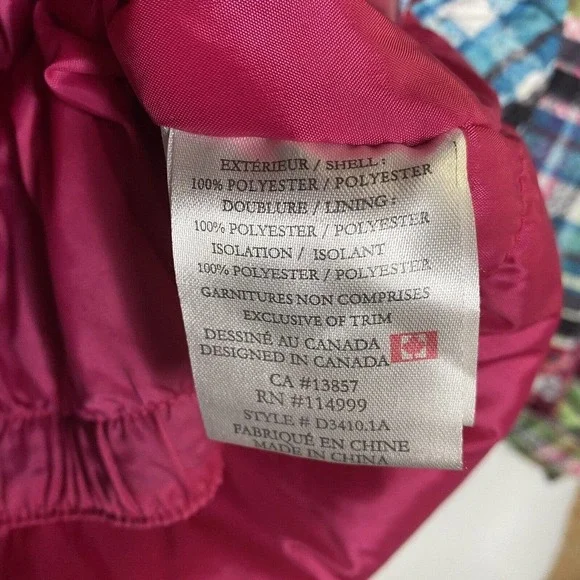 EXTÉRIEUR / SHELL :
100% POLYESTER / POLYESTER
DOUBLURE / LINING :
100% POLYESTER / POLYESTER
ISOLATION / ISOLANT
100% POLYESTER / POLYESTER
GARNITURES NON COMPRISES
EXCLUSIVE OF TRIM
DESSINÉ AU CANADA
DESIGNED IN CANADA
CA #13857
RN #114999
STYLE # D3410.1A
FABRIQUÉ EN CHINE
MADE IN CHINA